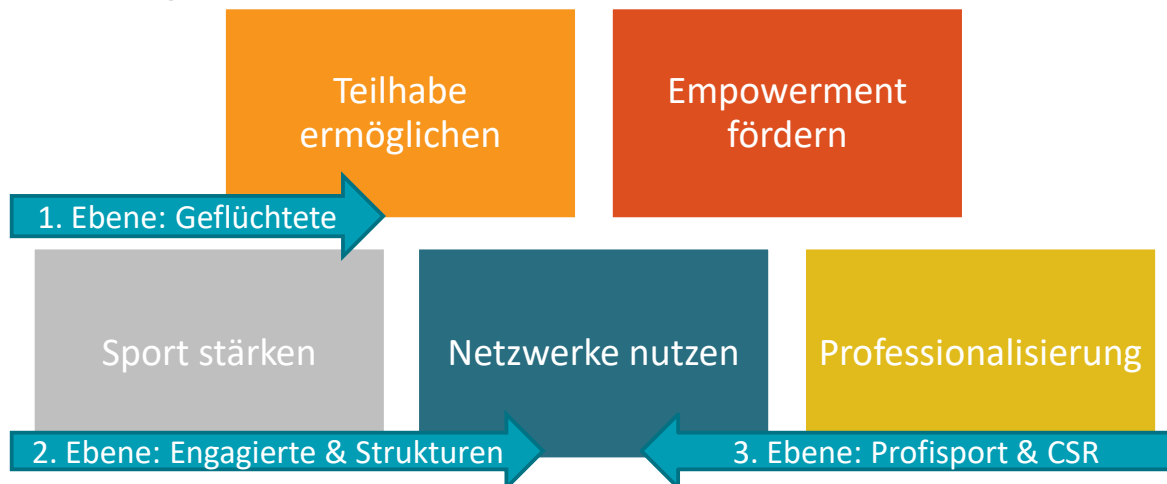 Teilhabe
ermöglichen
Empowerment
fördern
1. Ebene: Geflüchtete
Sport stärken
Netzwerke nutzen
Professionalisierung
2. Ebene: Engagierte & Strukturen
3. Ebene: Profisport & CSR